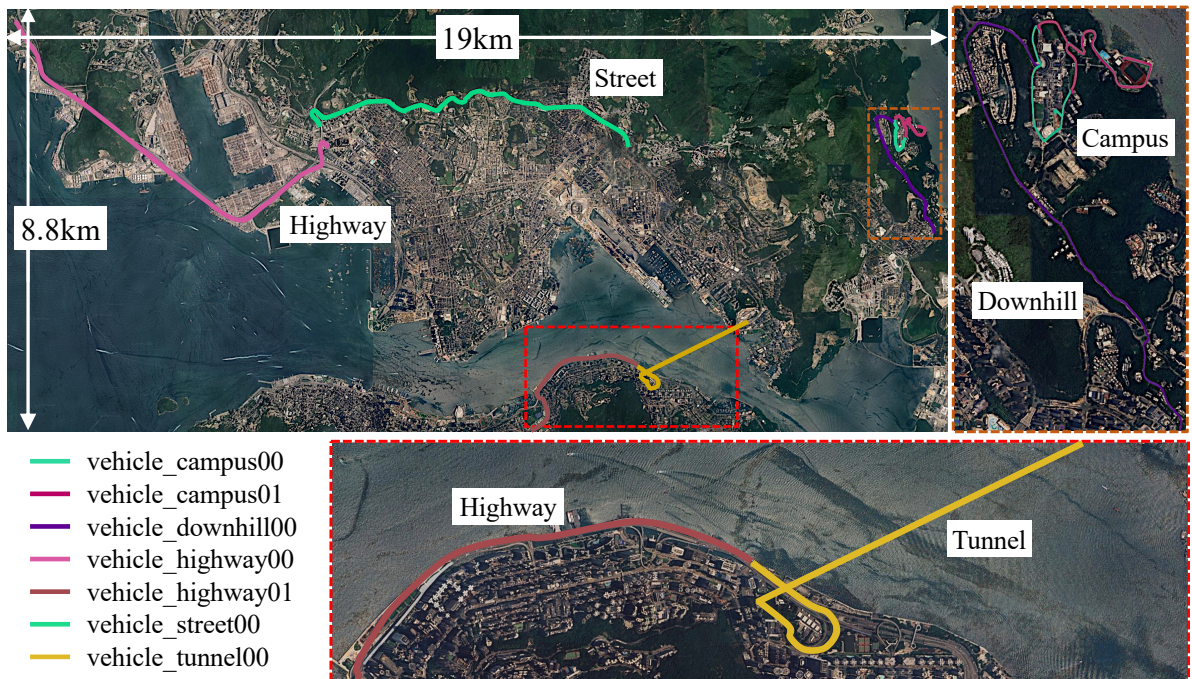 19km
Street
8.8km
Highway
Campus
Downhill
vehicle_campus00
vehicle_campus01
vehicle_downhill00
vehicle_highway00
vehicle_highway01
vehicle_street00
vehicle_tunnel00
Highway
Tunnel